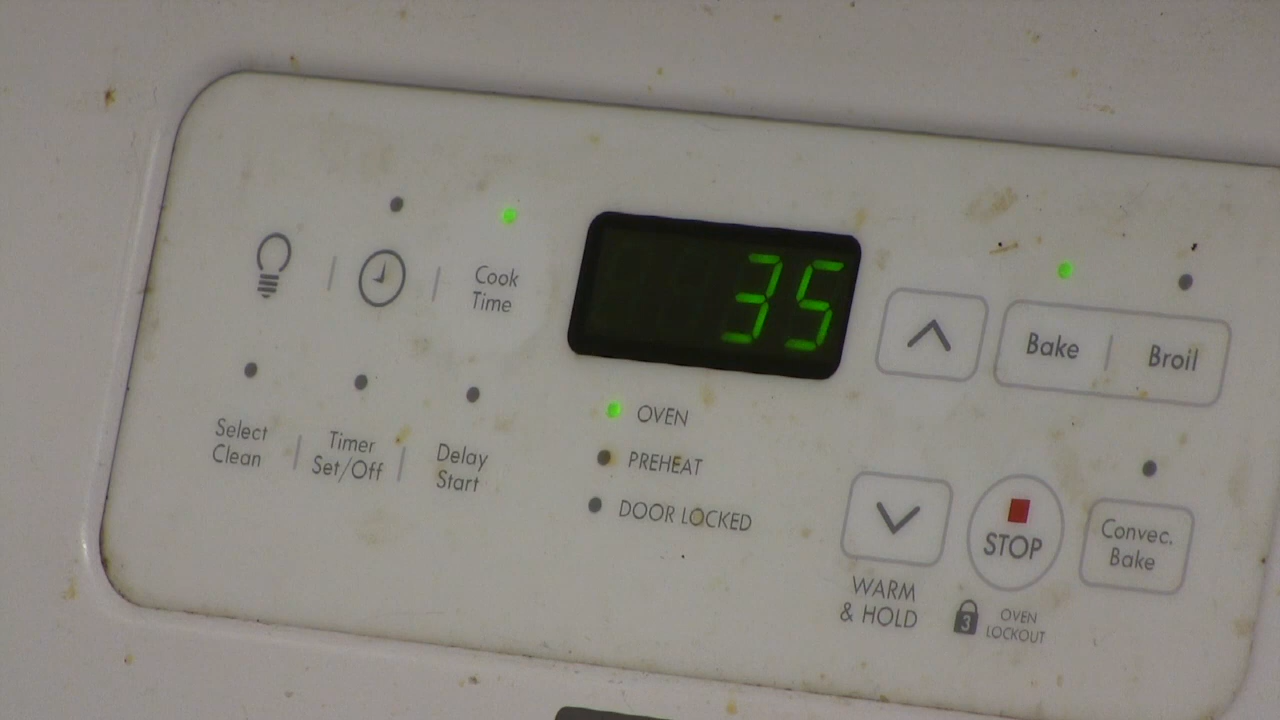 35
Cook
Time
Bake
Broil
OVEN
PREHEAT
DOOR LOCKED
Select
Clean
Timer
Set/Off
Delay
Start
STOP
Convec.
Bake
WARM
& HOLD
3
OVEN
LOCKOUT